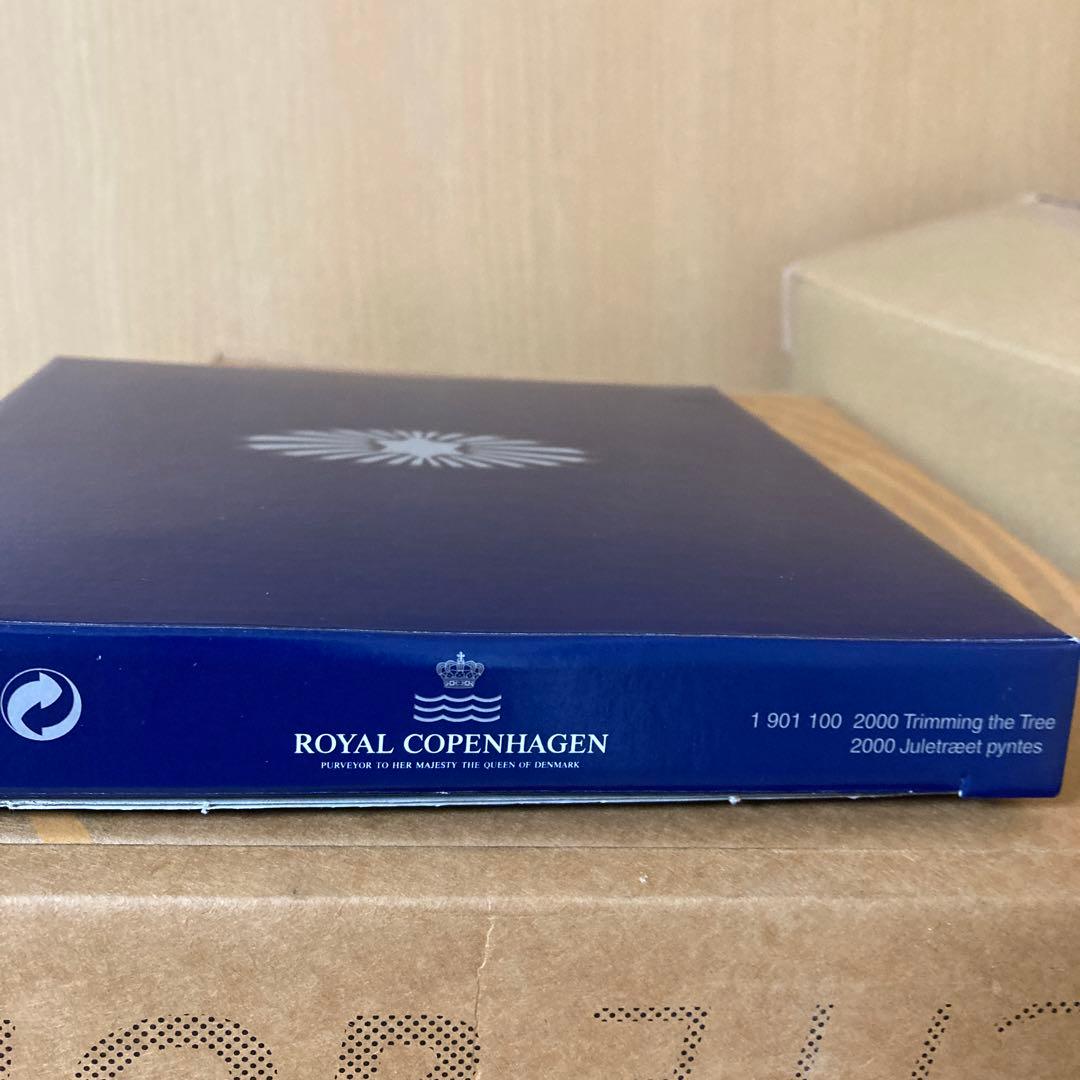 ROYAL COPENHAGEN
PURVEYOR TO HER MAJESTY THE QUEEN OF DENMARK
1 901 100 2000 Trimming the Tree
2000 Juletræet pyntes